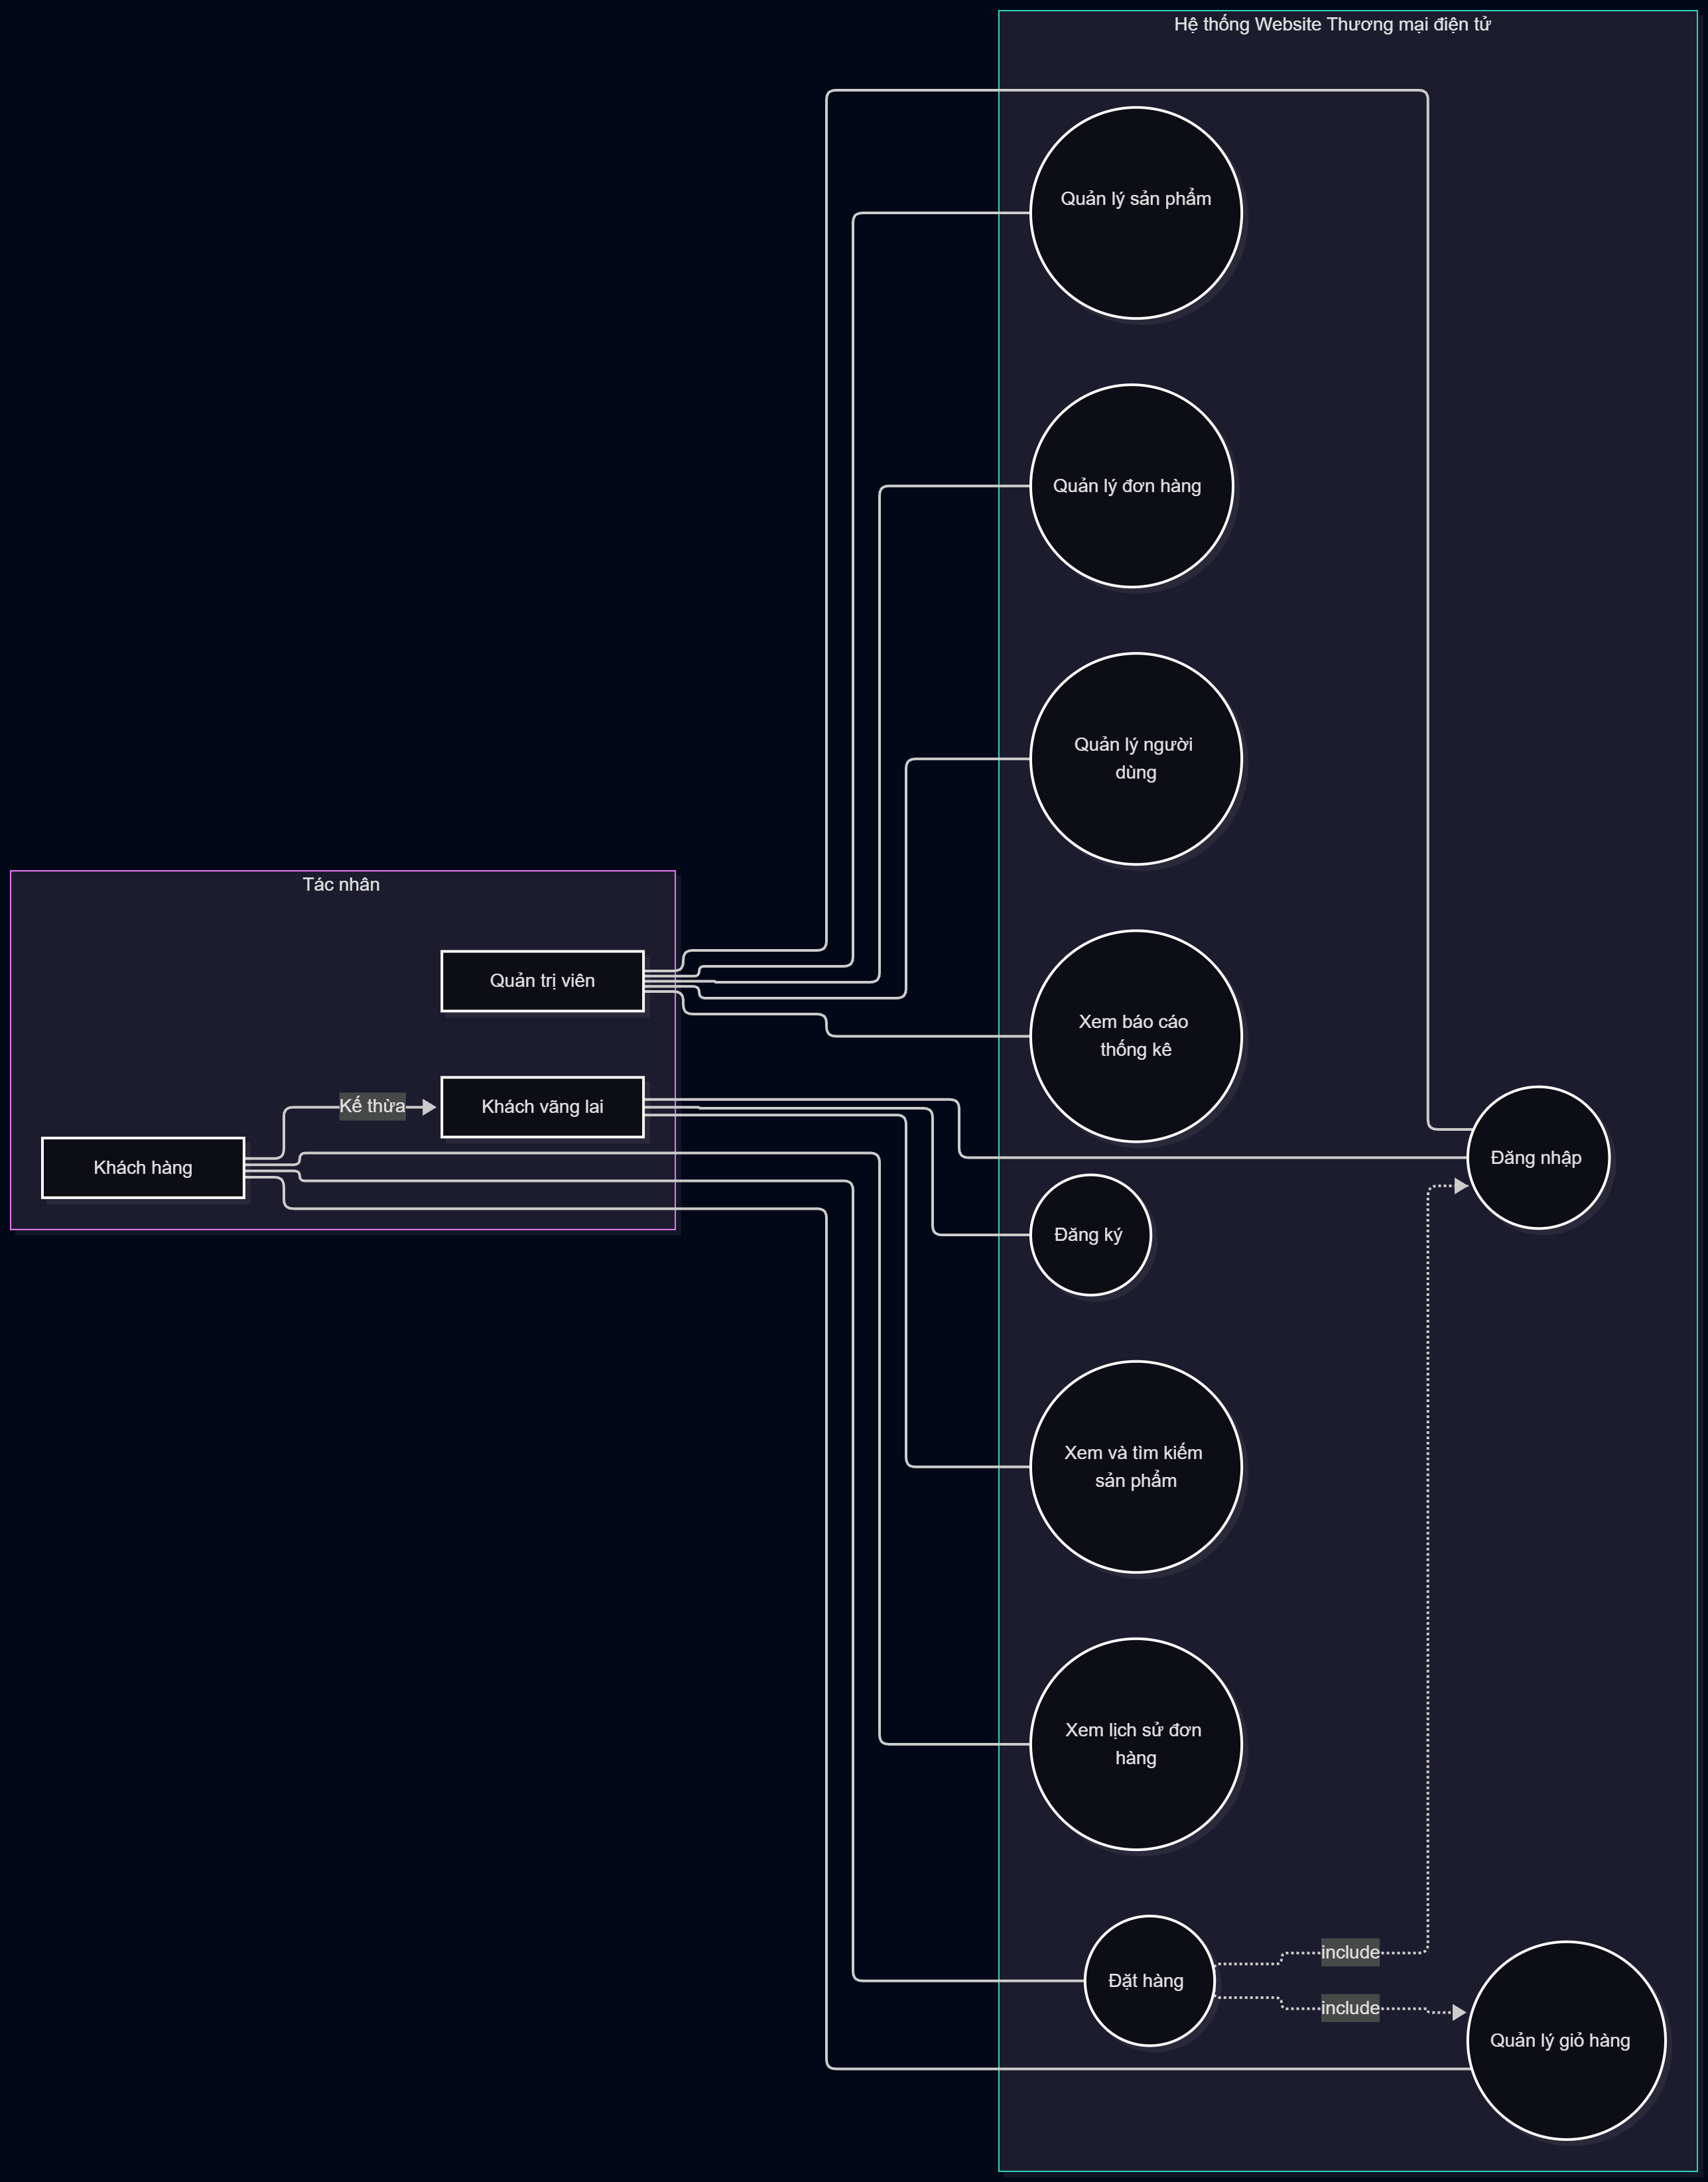 Hệ thống Website Thương mại điện tử
Quản lý sản phẩm
Quản lý đơn hàng
Quản lý người
dùng
Tác nhân
Quản trị viên
Xem báo cáo
thống kê
Kế thừa
Khách vãng lai
Khách hàng
Đăng nhập
Đăng ký
Xem và tìm kiếm
sản phẩm
Xem lịch sử đơn
hàng
include
Đặt hàng
include
Quản lý giỏ hàng